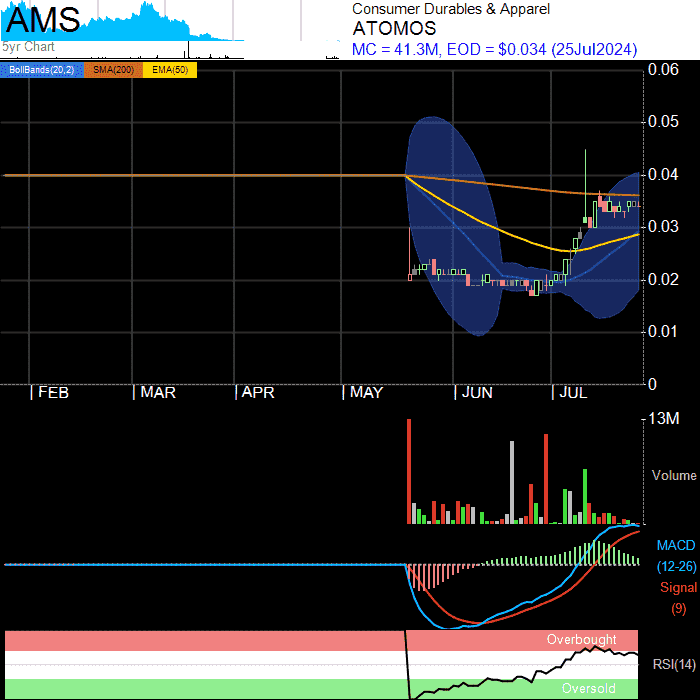 AMS
5yr Chart
Consumer Durables & Apparel
ATOMOS
MC = 41.3M, EOD = $0.034 (25Jul2024)
BollBands(20,2) SMA(200) EMA(50)
0.06
0.05
0.04
0.03
0.02
0.01
0
| FEB | MAR | APR | MAY | JUN | JUL
13M
Volume
MACD
(12-26)
Signal
(9)
Overbought
RSI(14)
Oversold